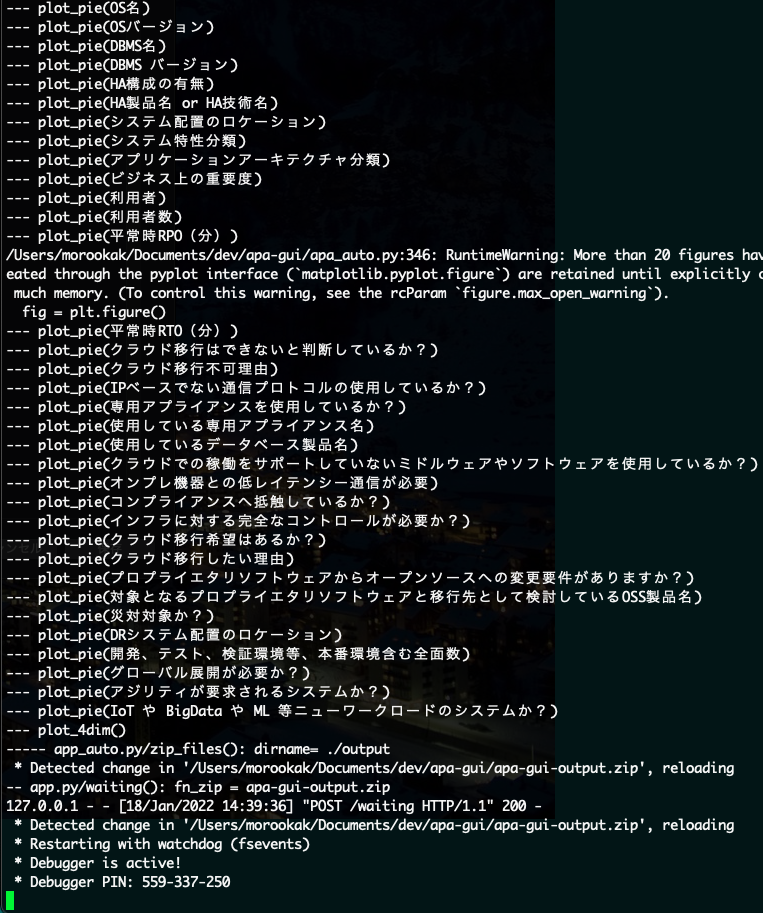 --- plot_pie(OS名)
--- plot_pie(OSバージョン)
--- plot_pie(DBMS名)
--- plot_pie(DBMS バージョン)
--- plot_pie(HA構成の有無)
--- plot_pie(HA製品名 or HA技術名)
--- plot_pie(システム配置のロケーション)
--- plot_pie(システム特性分類)
--- plot_pie(アプリケーションアーキテクチャ分類)
--- plot_pie(ビジネス上の重要度)
--- plot_pie(利用者)
--- plot_pie(利用者数)
--- plot_pie(平常時RPO（分）)
/Users/morookak/Documents/dev/apa-gui/apa_auto.py:346: RuntimeWarning: More than 20 figures hav
eated through the pyplot interface (`matplotlib.pyplot.figure`) are retained until explicitly c
 much memory. (To control this warning, see the rcParam `figure.max_open_warning`).
  fig = plt.figure()
--- plot_pie(平常時RTO（分）)
--- plot_pie(クラウド移行はできないと判断しているか？)
--- plot_pie(クラウド移行不可理由)
--- plot_pie(IPベースでない通信プロトコルの使用しているか？)
--- plot_pie(専用アプライアンスを使用しているか？)
--- plot_pie(使用している専用アプライアンス名)
--- plot_pie(使用しているデータベース製品名)
--- plot_pie(クラウドでの稼働をサポートしていないミドルウェアやソフトウェアを使用しているか？)
--- plot_pie(オンプレ機器との低レイテンシー通信が必要)
--- plot_pie(コンプライアンスへ抵触しているか？)
--- plot_pie(インフラに対する完全なコントロールが必要か？)
--- plot_pie(クラウド移行希望はあるか？)
--- plot_pie(クラウド移行したい理由)
--- plot_pie(プロプライエタリソフトウェアからオープンソースへの変更要件がありますか？)
--- plot_pie(対象となるプロプライエタリソフトウェアと移行先として検討しているOSS製品名)
--- plot_pie(災対対象か？)
--- plot_pie(DRシステム配置のロケーション)
--- plot_pie(開発、テスト、検証環境等、本番環境含む全面数)
--- plot_pie(グローバル展開が必要か？)
--- plot_pie(アジリティが要求されるシステムか？)
--- plot_pie(IoT や BigData や ML 等ニューワークロードのシステムか？)
--- plot_4dim()
----- app_auto.py/zip_files(): dirname= ./output
 * Detected change in '/Users/morookak/Documents/dev/apa-gui/apa-gui-output.zip', reloading
-- app.py/waiting(): fn_zip = apa-gui-output.zip
127.0.0.1 - - [18/Jan/2022 14:39:36] "POST /waiting HTTP/1.1" 200 -
 * Detected change in '/Users/morookak/Documents/dev/apa-gui/apa-gui-output.zip', reloading
 * Restarting with watchdog (fsevents)
 * Debugger is active!
 * Debugger PIN: 559-337-250